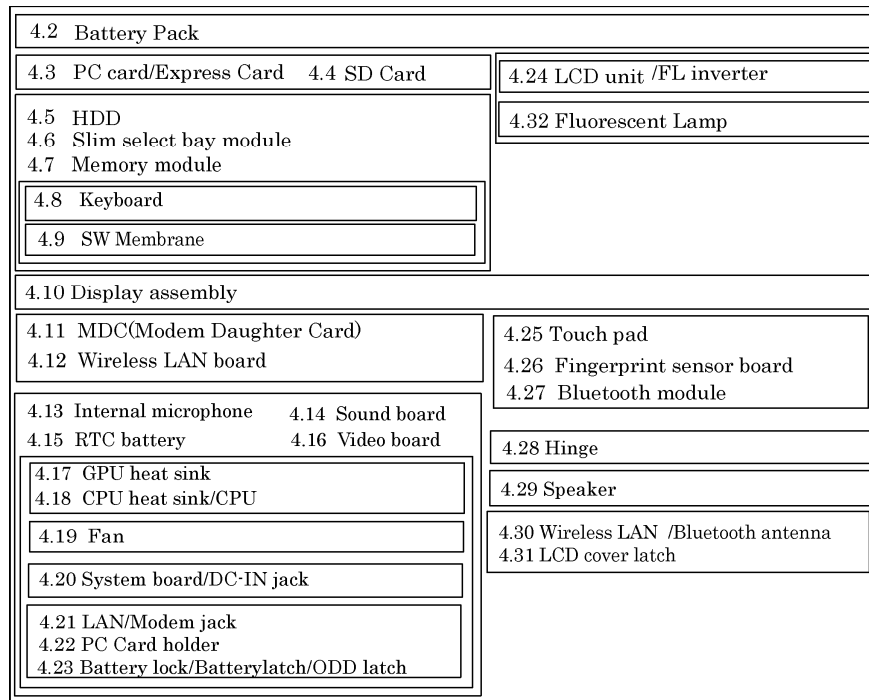 4.2 Battery Pack
4.3 PC card/Express Card 4.4 SD Card
4.24 LCD unit /FL inverter
4.32 Fluorescent Lamp
4.5 HDD
4.6 Slim select bay module
4.7 Memory module
4.8 Keyboard
4.9 SW Membrane
4.10 Display assembly
4.11 MDC(Modem Daughter Card)
4.12 Wireless LAN board
4.25 Touch pad
4.26 Fingerprint sensor board
4.27 Bluetooth module
4.13 Internal microphone 4.14 Sound board
4.15 RTC battery 4.16 Video board
4.17 GPU heat sink
4.18 CPU heat sink/CPU
4.19 Fan
4.20 System board/DC-IN jack
4.21 LAN/Modem jack
4.22 PC Card holder
4.23 Battery lock/Batterylatch/ODD latch
4.28 Hinge
4.29 Speaker
4.30 Wireless LAN /Bluetooth antenna
4.31 LCD cover latch